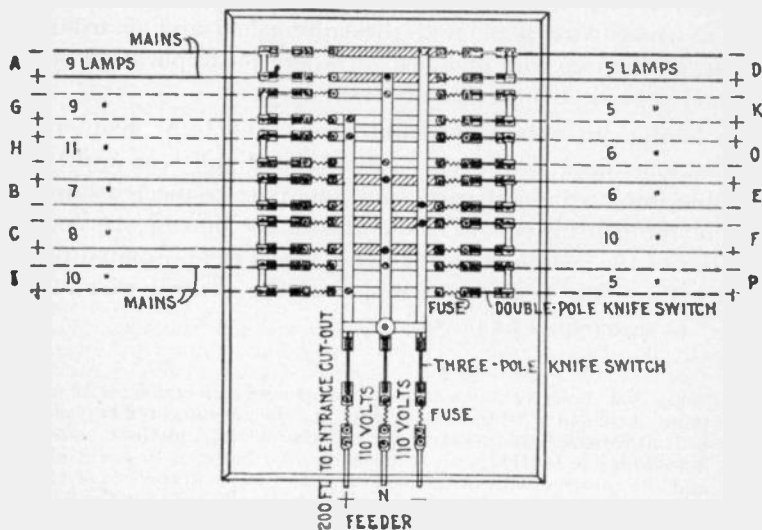 MAINS
− −
A 9 LAMPS 5 LAMPS D
+ +
− −
G 9 " 5 " K
+ +
H 11 " 6 " O
− −
+ +
B 7 " 6 " E
− −
C 8 " 10 " F
+ +
− −
I 10 " 5 " P
+ +
MAINS
FUSE DOUBLE-POLE KNIFE SWITCH
THREE-POLE KNIFE SWITCH
FUSE
200 FT. TO ENTRANCE CUT-OUT
110 VOLTS
110 VOLTS
+ N −
FEEDER